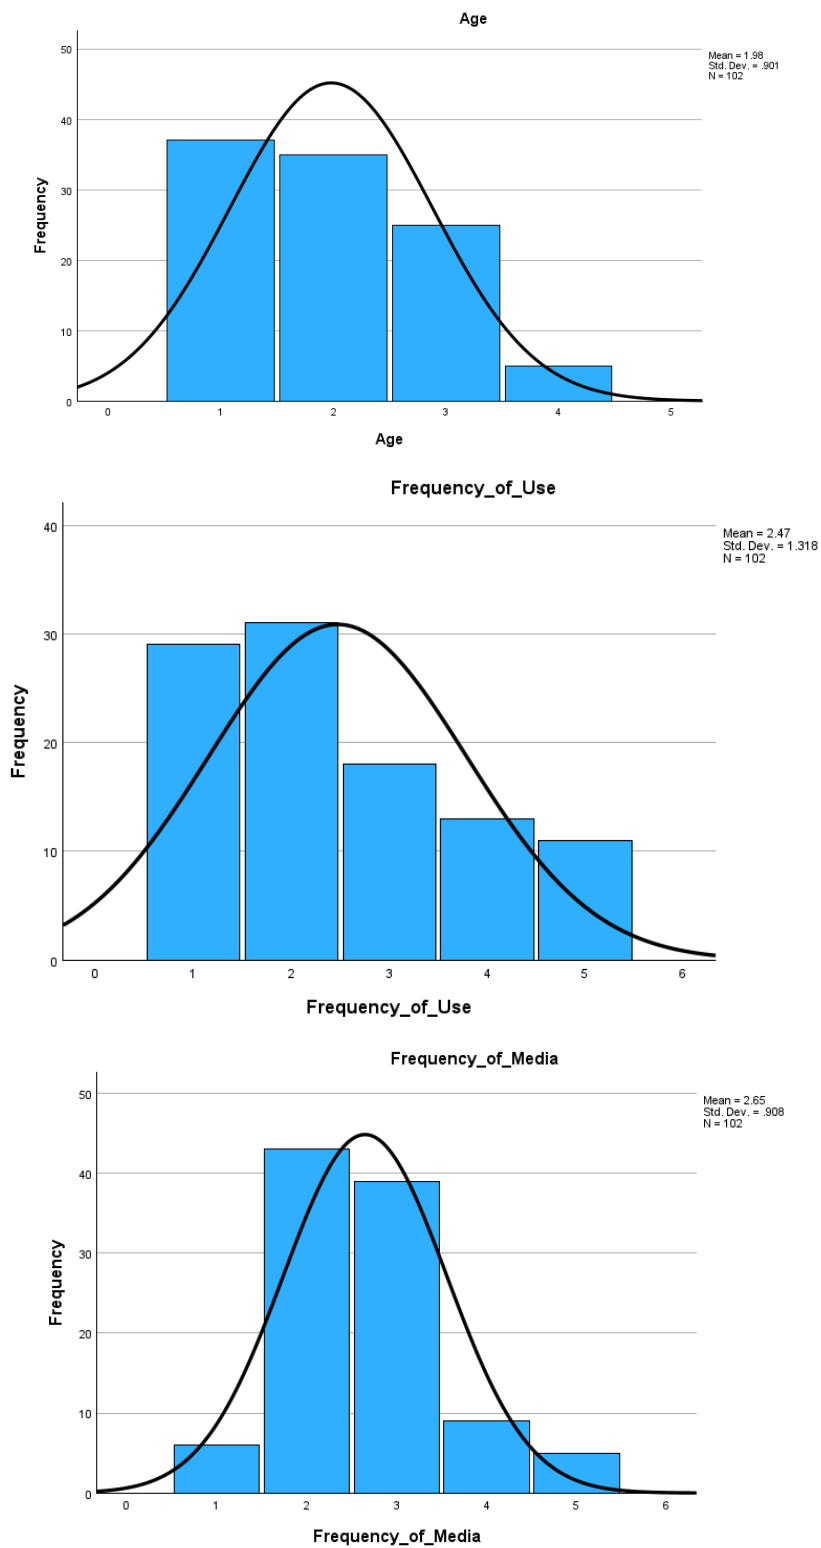 Age
Mean = 1.98
Std. Dev. = .901
N = 102
50
40
30
20
10
0
Frequency
0 1 2 3 4 5
Age
Frequency_of_Use
Mean = 2.47
Std. Dev. = 1.318
N = 102
40
30
20
10
0
Frequency
0 1 2 3 4 5 6
Frequency_of_Use
Frequency_of_Media
Mean = 2.65
Std. Dev. = .908
N = 102
50
40
30
20
10
0
Frequency
0 1 2 3 4 5 6
Frequency_of_Media